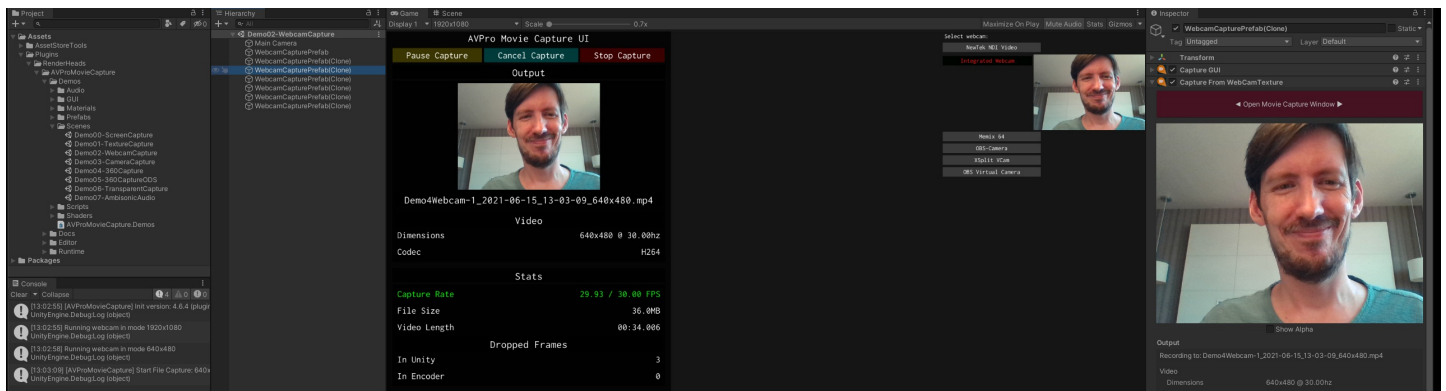 Project
Assets
AssetStoreTools
Plugins
RenderHeads
AVProMovieCapture
Demos
Audio
GUI
Materials
Prefabs
Scenes
Demo00-ScreenCapture
Demo01-TextureCapture
Demo02-WebcamCapture
Demo03-CameraCapture
Demo04-360Capture
Demo05-360CaptureODS
Demo06-TransparentCapture
Demo07-AmbisonicAudio
Scripts
Shaders
AVProMovieCapture.Demos
Docs
Editor
Runtime
Packages
Console
Clear Collapse 4 0 0
[13:02:55] [AVProMovieCapture] Init version: 4.6.4 (plugin
UnityEngine.Debug:Log (object)
[13:02:55] Running webcam in mode 1920x1080
UnityEngine.Debug:Log (object)
[13:02:58] Running webcam in mode 640x480
UnityEngine.Debug:Log (object)
[13:03:09] [AVProMovieCapture] Start File Capture: 640x
UnityEngine.Debug:Log (object)
Hierarchy
All
Demo02-WebcamCapture
Main Camera
WebcamCapturePrefab
WebcamCapturePrefab(Clone)
WebcamCapturePrefab(Clone)
WebcamCapturePrefab(Clone)
WebcamCapturePrefab(Clone)
WebcamCapturePrefab(Clone)
WebcamCapturePrefab(Clone)
Game Scene
Display 1 1920x1080 Scale 0.7x Maximize On Play Mute Audio Stats Gizmos
AVPro Movie Capture UI
Pause Capture Cancel Capture Stop Capture
Output
Demo4Webcam-1_2021-06-15_13-03-09_640x480.mp4
Video
Dimensions 640x480 @ 30.00hz
Codec H264
Stats
Capture Rate 29.93 / 30.00 FPS
File Size 36.0MB
Video Length 00:34.006
Dropped Frames
In Unity 3
In Encoder 0
Select webcam:
NewTek NDI Video
Integrated Webcam
Memix 64
OBS-Camera
XSplit VCam
OBS Virtual Camera
Inspector
WebcamCapturePrefab(Clone) Static
Tag Untagged Layer Default
Transform
Capture GUI
Capture From WebCamTexture
◄ Open Movie Capture Window ►
Show Alpha
Output
Recording to: Demo4Webcam-1_2021-06-15_13-03-09_640x480.mp4
Video
Dimensions 640x480 @ 30.00hz